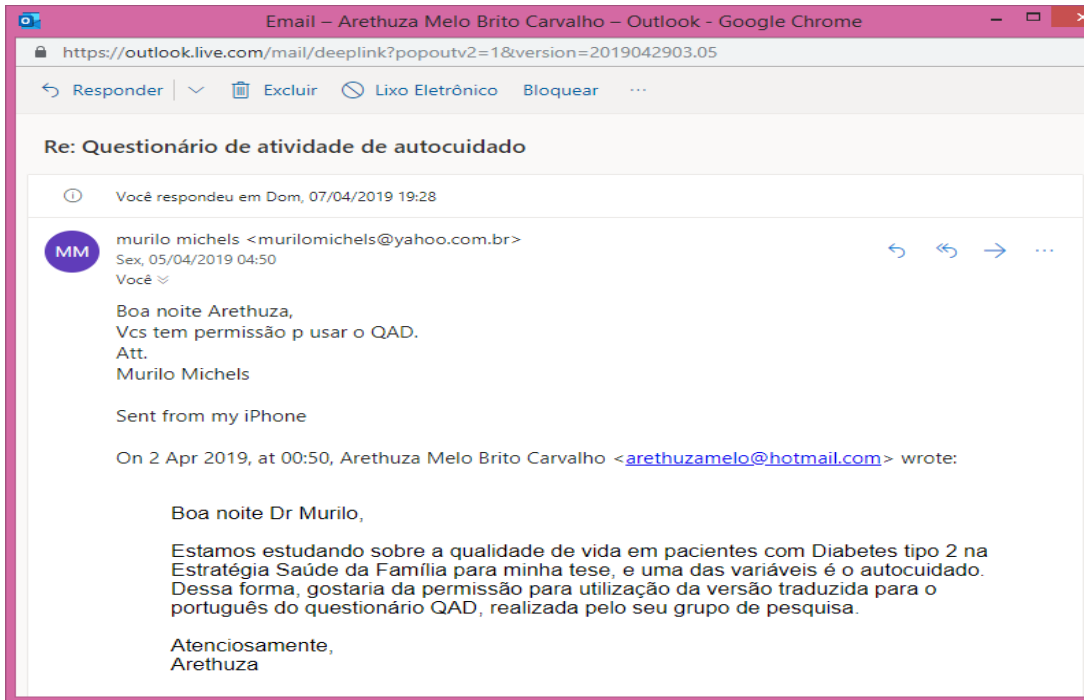 Email – Arethuza Melo Brito Carvalho – Outlook - Google Chrome
https://outlook.live.com/mail/deeplink?popoutv2=1&version=2019042903.05
Responder Excluir Lixo Eletrônico Bloquear ...
Re: Questionário de atividade de autocuidado
Você respondeu em Dom, 07/04/2019 19:28
MM
murilo michels <murilomichels@yahoo.com.br>
Sex, 05/04/2019 04:50
Você
Boa noite Arethuza,
Vcs tem permissão p usar o QAD.
Att.
Murilo Michels
Sent from my iPhone
On 2 Apr 2019, at 00:50, Arethuza Melo Brito Carvalho <arethuzamelo@hotmail.com> wrote:
Boa noite Dr Murilo,
Estamos estudando sobre a qualidade de vida em pacientes com Diabetes tipo 2 na
Estratégia Saúde da Família para minha tese, e uma das variáveis é o autocuidado.
Dessa forma, gostaria da permissão para utilização da versão traduzida para o
português do questionário QAD, realizada pelo seu grupo de pesquisa.
Atenciosamente,
Arethuza